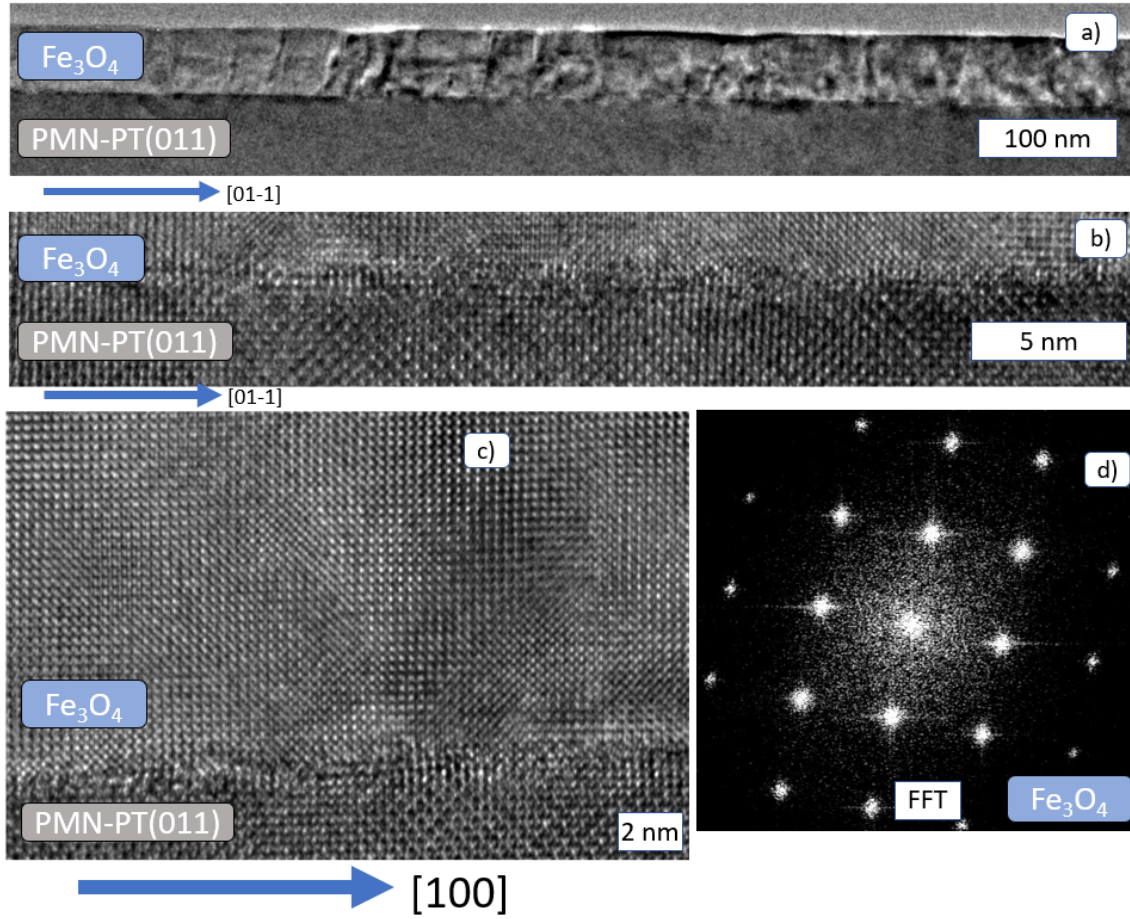 a)
Fe₃O₄
PMN-PT(011)
100 nm
[01-1]
b)
Fe₃O₄
PMN-PT(011)
5 nm
[01-1]
c)
Fe₃O₄
PMN-PT(011)
2 nm
[100]
d)
FFT
Fe₃O₄